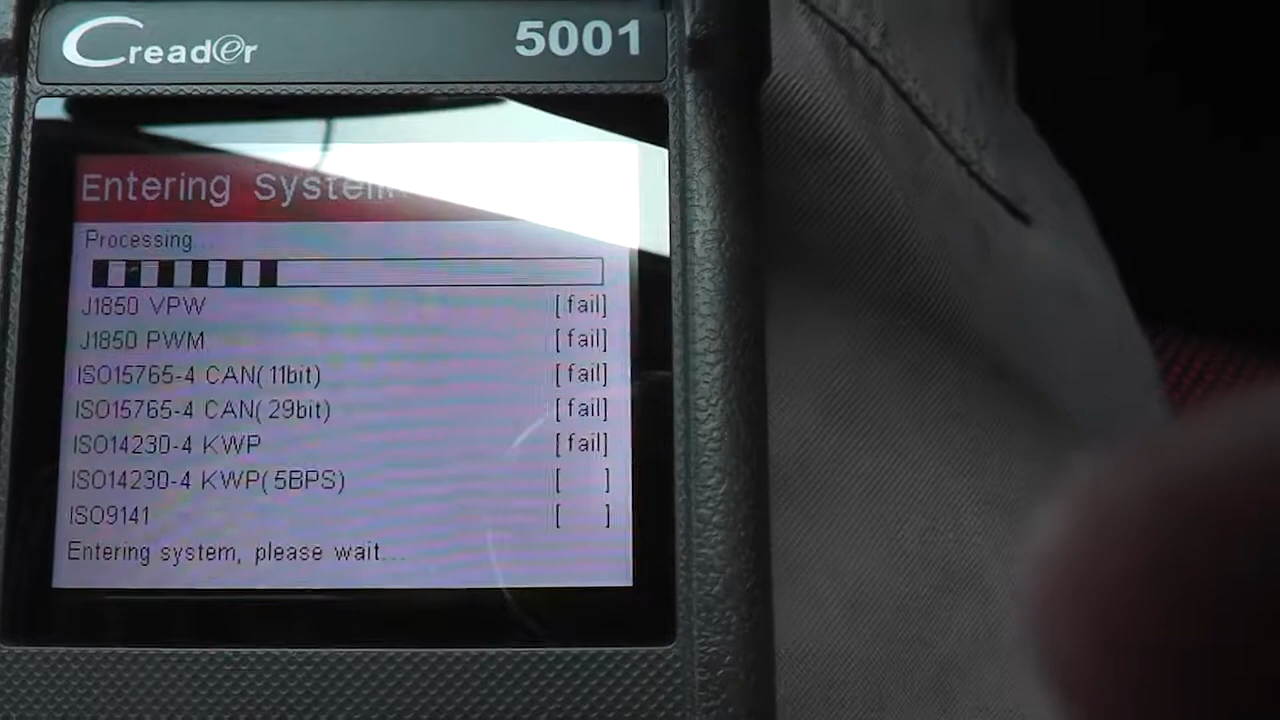 Creader 5001
Entering System
Processing...
J1850 VPW [fail]
J1850 PWM [fail]
ISO15765-4 CAN(11bit) [fail]
ISO15765-4 CAN(29bit) [fail]
ISO14230-4 KWP [fail]
ISO14230-4 KWP(5BPS) [ ]
ISO9141 [ ]
Entering system, please wait...